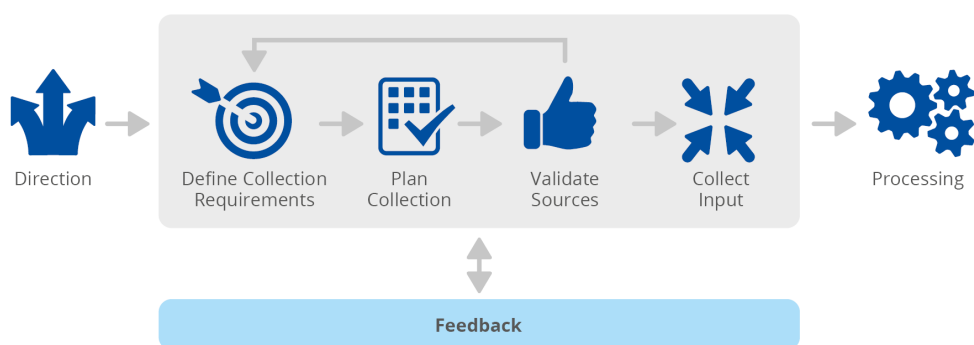 Direction
Define Collection
Requirements
Plan
Collection
Validate
Sources
Collect
Input
Processing
Feedback